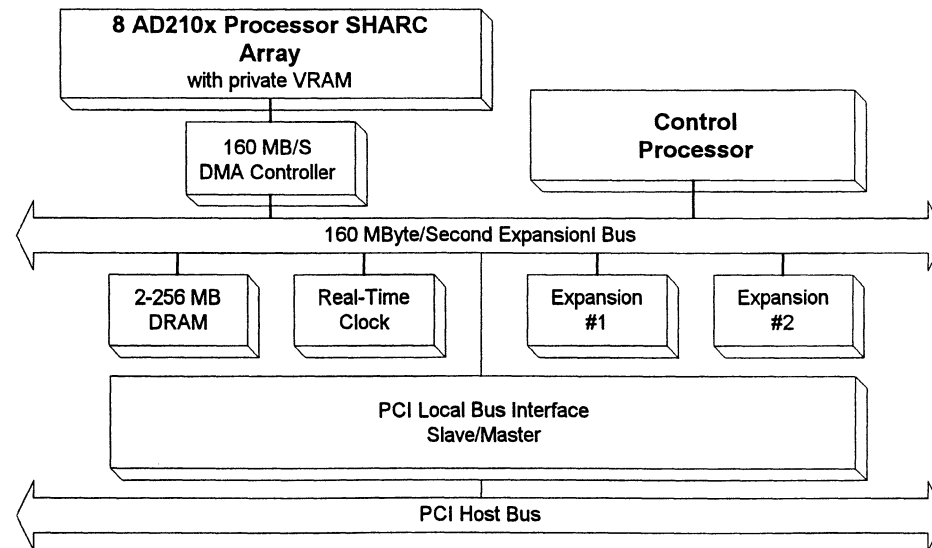 8 AD210x Processor SHARC
Array
with private VRAM
160 MB/S
DMA Controller
Control
Processor
160 MByte/Second Expansionl Bus
2-256 MB
DRAM
Real-Time
Clock
Expansion
#1
Expansion
#2
PCI Local Bus Interface
Slave/Master
PCI Host Bus